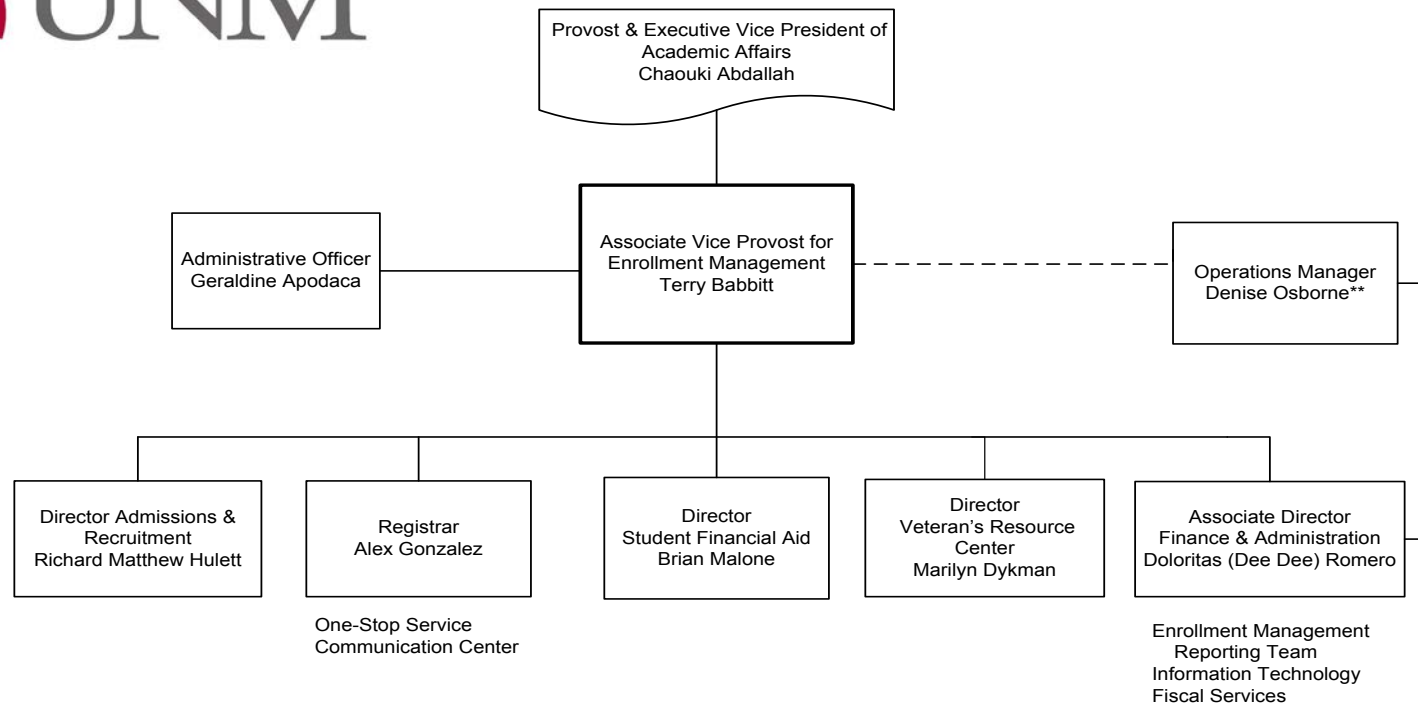 UNM
Provost & Executive Vice President of
Academic Affairs
Chaouki Abdallah
Administrative Officer
Geraldine Apodaca
Associate Vice Provost for
Enrollment Management
Terry Babbitt
Operations Manager
Denise Osborne**
Director Admissions &
Recruitment
Richard Matthew Hulett
Registrar
Alex Gonzalez
Director
Student Financial Aid
Brian Malone
Director
Veteran’s Resource
Center
Marilyn Dykman
Associate Director
Finance & Administration
Doloritas (Dee Dee) Romero
One-Stop Service
Communication Center
Enrollment Management
Reporting Team
Information Technology
Fiscal Services